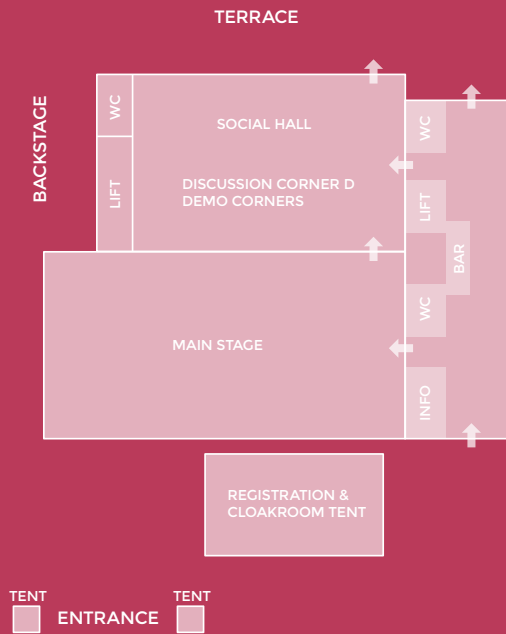 TERRACE
BACKSTAGE
WC
SOCIAL HALL
WC
LIFT
DISCUSSION CORNER D
DEMO CORNERS
LIFT
BAR
MAIN STAGE
WC
INFO
REGISTRATION &
CLOAKROOM TENT
TENT
ENTRANCE
TENT